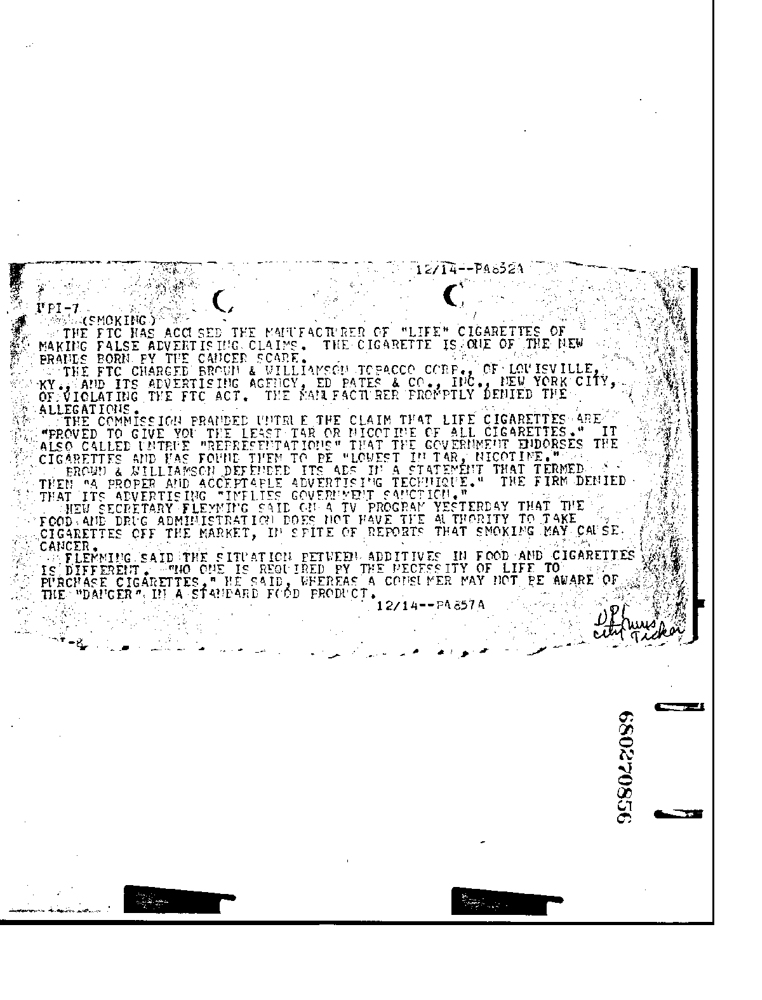 12/14--PA852A
UPI-7
(SMOKING)
THE FTC HAS ACCUSED THE MANUFACTURER OF "LIFE" CIGARETTES OF
MAKING FALSE ADVERTISING CLAIMS. THE CIGARETTE IS ONE OF THE NEW
BRANDS BORN BY THE CANCER SCARE.
THE FTC CHARGED BROWN & WILLIAMSON TOBACCO CORP., OF LOUISVILLE,
KY., AND ITS ADVERTISING AGENCY, ED BATES & CO., INC., NEW YORK CITY,
OF VIOLATING THE FTC ACT. THE MANUFACTURER PROMPTLY DENIED THE
ALLEGATIONS.
THE COMMISSION BRANDED UNTRUE THE CLAIM THAT LIFE CIGARETTES ARE
"PROVED TO GIVE YOU THE LEAST TAR OR NICOTINE OF ALL CIGARETTES." IT
ALSO CALLED UNTRUE "REPRESENTATIONS" THAT THE GOVERNMENT ENDORSES THE
CIGARETTES AND HAS FOUND THEM TO BE "LOWEST IN TAR, NICOTINE."
BROWN & WILLIAMSON DEFENDED ITS ADS IN A STATEMENT THAT TERMED
THEM "A PROPER AND ACCEPTABLE ADVERTISING TECHNIQUE." THE FIRM DENIED
THAT ITS ADVERTISING "IMPLIES GOVERNMENT SANCTION."
HEW SECRETARY FLEMMING SAID ON A TV PROGRAM YESTERDAY THAT THE
FOOD AND DRUG ADMINISTRATION DOES NOT HAVE THE AUTHORITY TO TAKE
CIGARETTES OFF THE MARKET, IN SPITE OF REPORTS THAT SMOKING MAY CAUSE
CANCER.
FLEMMING SAID THE SITUATION BETWEEN ADDITIVES IN FOOD AND CIGARETTES
IS DIFFERENT. "NO ONE IS REQUIRED BY THE NECESSITY OF LIFE TO
PURCHASE CIGARETTES," HE SAID, WHEREAS A CONSUMER MAY NOT BE AWARE OF
THE "DANGER" IN A STANDARD FOOD PRODUCT.
12/14--PA857A
UPI news
city Ticker
680270856